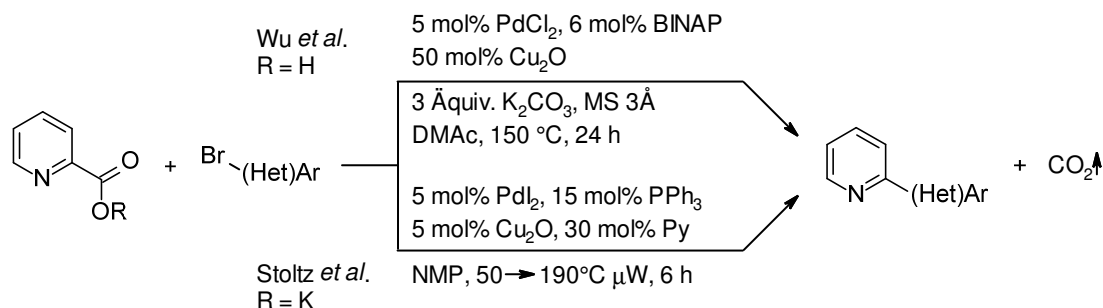 Wu et al.
R = H
5 mol% PdCl₂, 6 mol% BINAP
50 mol% Cu₂O
3 Äquiv. K₂CO₃, MS 3Å
DMAc, 150 °C, 24 h
N
O
OR
+
Br
(Het)Ar
N
(Het)Ar
+ CO₂
5 mol% PdI₂, 15 mol% PPh₃
5 mol% Cu₂O, 30 mol% Py
Stoltz et al.
R = K
NMP, 50→190°C µW, 6 h